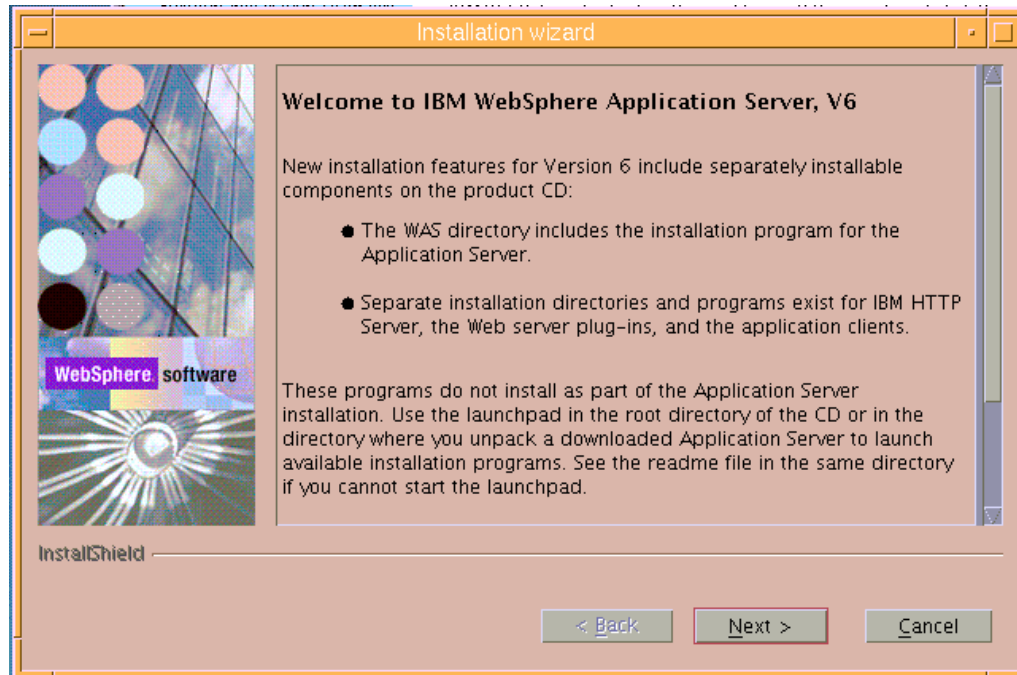 Installation wizard
Welcome to IBM WebSphere Application Server, V6
New installation features for Version 6 include separately installable
components on the product CD:
● The WAS directory includes the installation program for the
Application Server.
● Separate installation directories and programs exist for IBM HTTP
Server, the Web server plug-ins, and the application clients.
These programs do not install as part of the Application Server
installation. Use the launchpad in the root directory of the CD or in the
directory where you unpack a downloaded Application Server to launch
available installation programs. See the readme file in the same directory
if you cannot start the launchpad.
WebSphere. software
InstallShield
< Back
Next >
Cancel